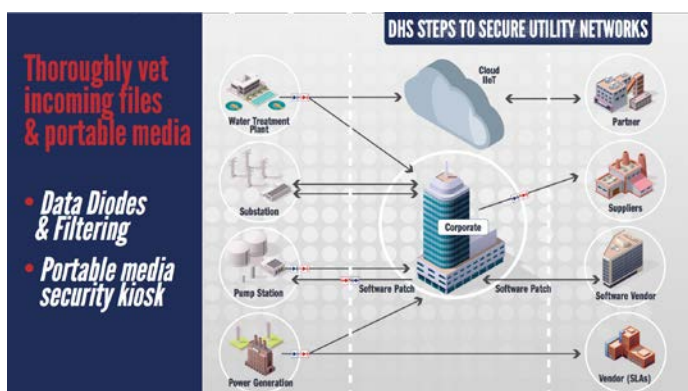 DHS STEPS TO SECURE UTILITY NETWORKS
Thoroughly vet
incoming files
& portable media
• Data Diodes
& Filtering
• Portable media
security kiosk
Water Treatment
Plant
Cloud
IIoT
Partner
Substation
Corporate
Suppliers
Pump Station
Software Patch
Software Patch
Software Vendor
Power Generation
Vendor (SLAs)